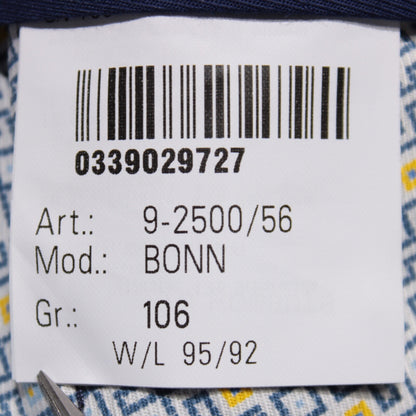 0339029727
Art.: 9-2500/56
Mod.: BONN
Gr.: 106
W/L 95/92